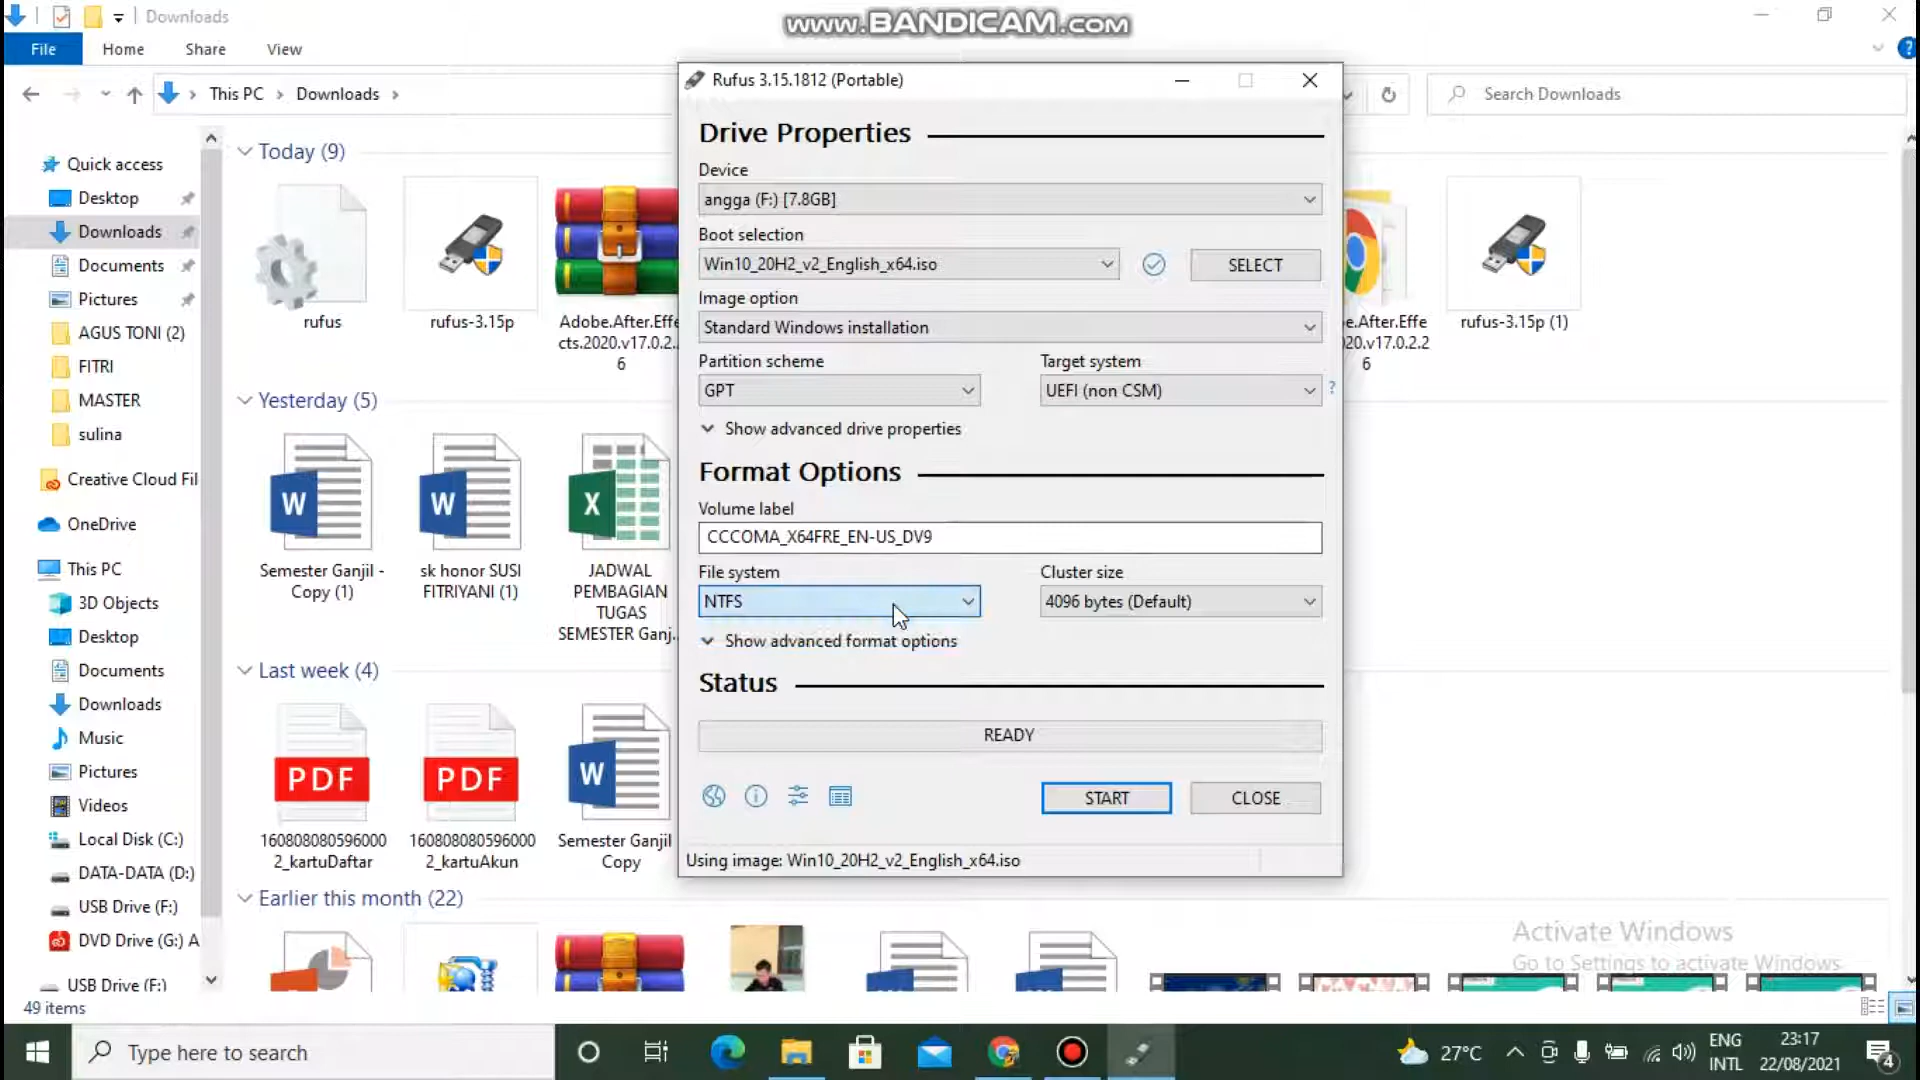 Downloads
www.BANDICAM.com
File
Home
Share
View
This PC
Downloads
Search Downloads
Quick access
Desktop
Downloads
Documents
Pictures
AGUS TONI (2)
FITRI
MASTER
sulina
Creative Cloud Fil
OneDrive
This PC
3D Objects
Desktop
Documents
Downloads
Music
Pictures
Videos
Local Disk (C:)
DATA-DATA (D:)
USB Drive (F:)
DVD Drive (G:) A
USB Drive (F:)
49 items
Today (9)
rufus
rufus-3.15p
Adobe.After.Effe
cts.2020.v17.0.2.
6
e.After.Effe
020.v17.0.2.2
6
rufus-3.15p (1)
Yesterday (5)
Semester Ganjil -
Copy (1)
sk honor SUSI
FITRIYANI (1)
JADWAL
PEMBAGIAN
TUGAS
SEMESTER Ganj...
Last week (4)
PDF
PDF
160808080596000
2_kartuDaftar
160808080596000
2_kartuAkun
Semester Ganjil
Copy
Earlier this month (22)
Rufus 3.15.1812 (Portable)
Drive Properties
Device
angga (F:) [7.8GB]
Boot selection
Win10_20H2_v2_English_x64.iso
SELECT
Image option
Standard Windows installation
Partition scheme
Target system
GPT
UEFI (non CSM)
?
Show advanced drive properties
Format Options
Volume label
CCCOMA_X64FRE_EN-US_DV9
File system
Cluster size
NTFS
4096 bytes (Default)
Show advanced format options
Status
READY
START
CLOSE
Using image: Win10_20H2_v2_English_x64.iso
Activate Windows
Go to Settings to activate Windows
Type here to search
27°C
ENG
INTL
23:17
22/08/2021
4